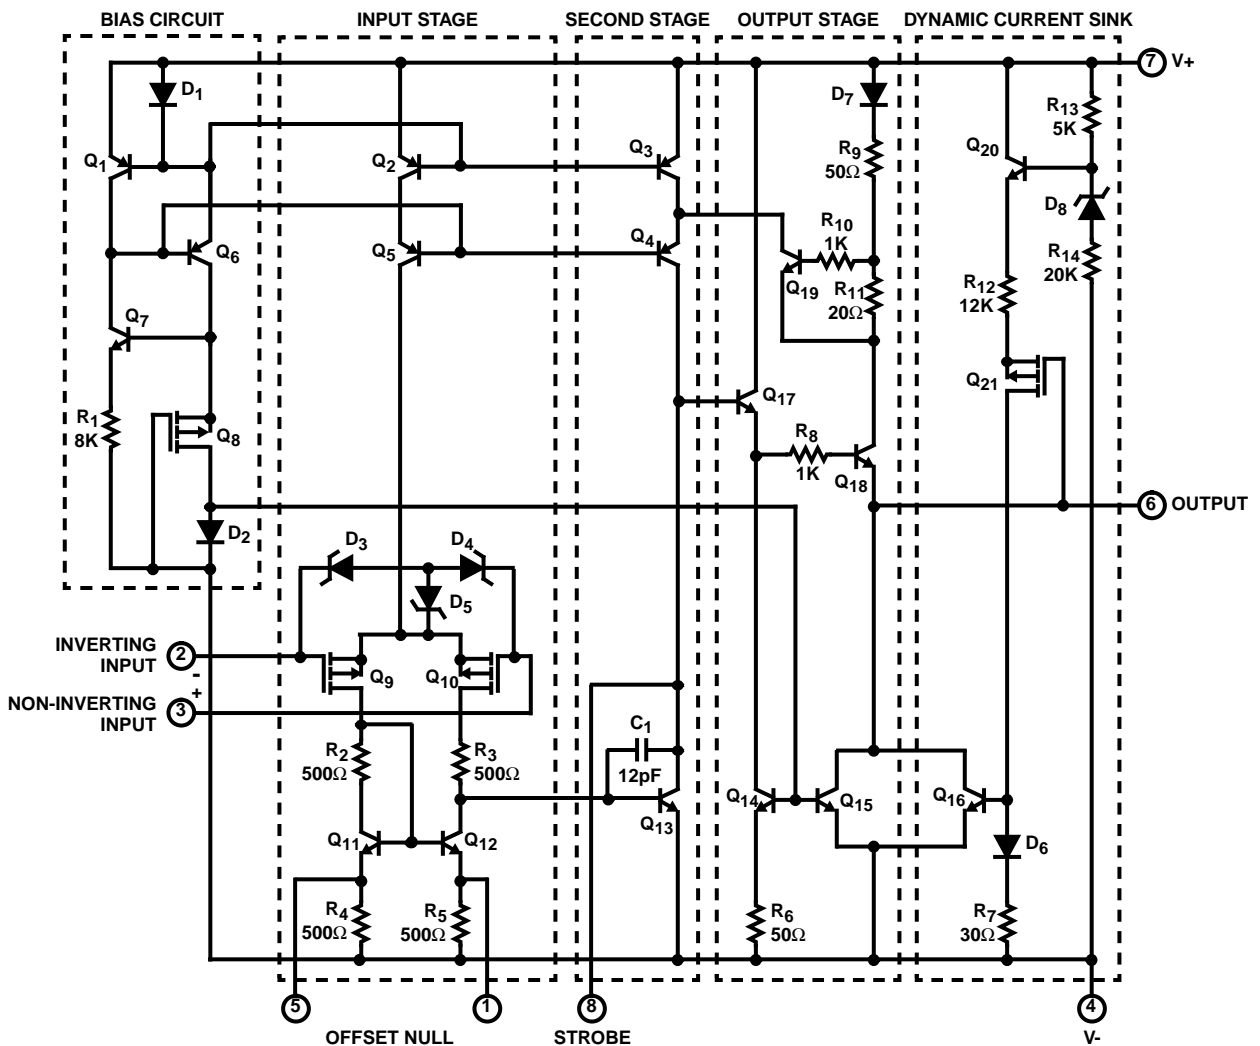 BIAS CIRCUIT
INPUT STAGE
SECOND STAGE
OUTPUT STAGE
DYNAMIC CURRENT SINK
7 V+
D1
D7
R13
5K
Q1
Q2
Q3
R9
50Ω
Q20
D8
Q6
Q5
Q4
R10
1K
R14
20K
Q19
R11
20Ω
R12
12K
Q7
Q21
Q17
R1
8K
Q8
R8
1K
Q18
6 OUTPUT
D2
D3
D4
D5
INVERTING
INPUT
2
-
+
NON-INVERTING
INPUT
3
Q9
Q10
C1
12pF
R2
500Ω
R3
500Ω
Q14
Q15
Q16
Q13
Q11
Q12
D6
R4
500Ω
R5
500Ω
R6
50Ω
R7
30Ω
5
1
8
4
OFFSET NULL
STROBE
V-